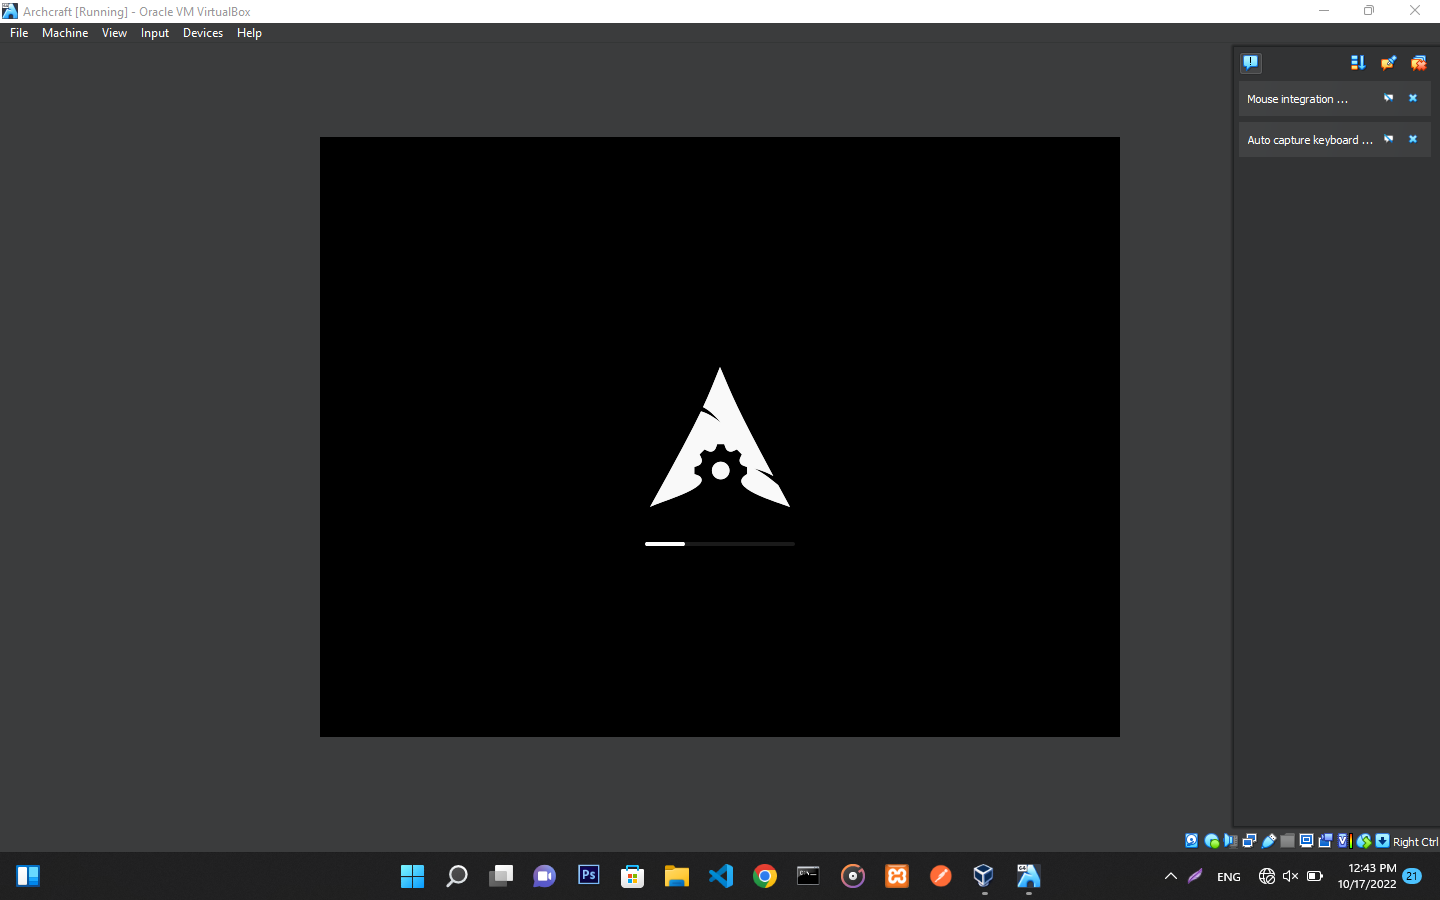 Archcraft [Running] - Oracle VM VirtualBox
File Machine View Input Devices Help
Mouse integration ...
Auto capture keyboard ...
Right Ctrl
Ps
ENG
12:43 PM
10/17/2022
21